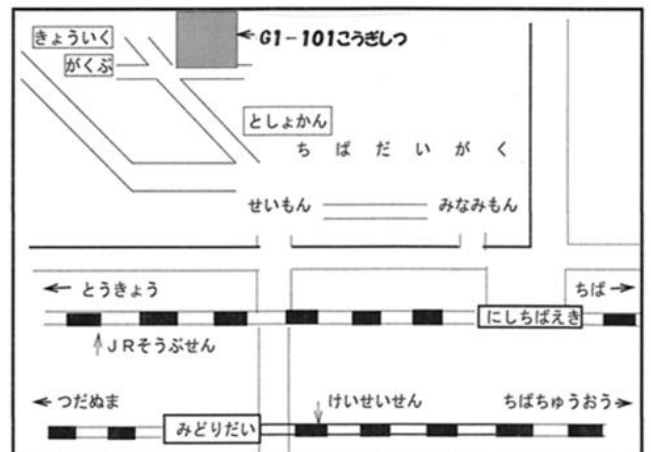 きょういく
がくぶ
←G1-101こうぎしつ
としょかん
ちばだいがく
せいもん
みなみもん
← とうきょう
ちば →
にしちばえき
↑JRそうぶせん
← つだぬま
けいせいせん
ちばちゅうおう→
みどりだい